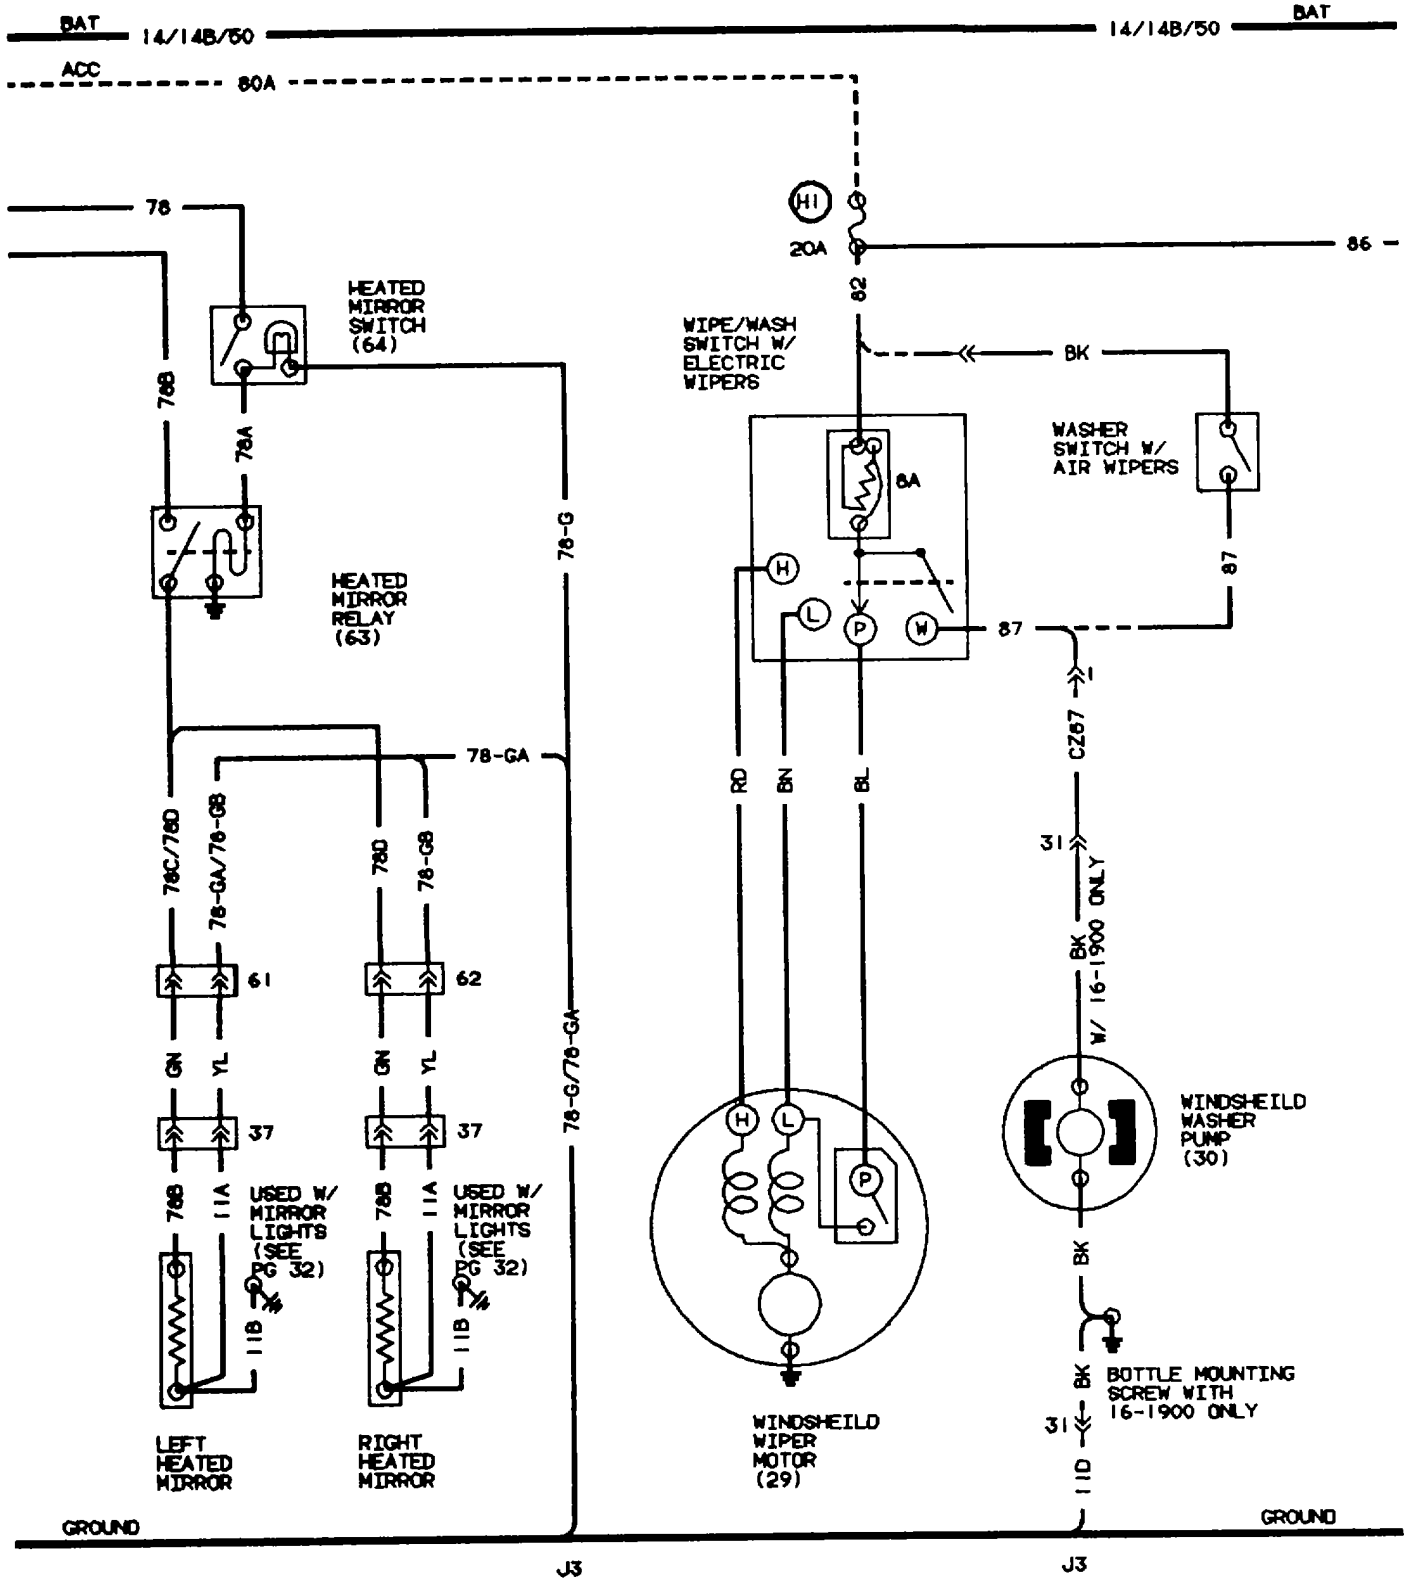 BAT
BAT
14/14B/50
14/14B/50
ACC
80A
H1
78
20A
86
82
HEATED
MIRROR
SWITCH
(64)
WIPE/WASH
SWITCH W/
ELECTRIC
WIPERS
BK
78B
78A
WASHER
SWITCH W/
AIR WIPERS
8A
78-G
87
H
HEATED
MIRROR
RELAY
(63)
L
P
W
87
1
CZ67
78-GA
RD
BN
BL
78C/78D
78-GA/78-GB
78D
78-GB
31
BK
W/ 16-1900 ONLY
61
62
78-G/78-GA
GN
YL
GN
YL
37
37
H
L
WINDSHEILD
WASHER
PUMP
(30)
78B
11A
USED W/
MIRROR
LIGHTS
(SEE
PG 32)
78B
11A
USED W/
MIRROR
LIGHTS
(SEE
PG 32)
P
BK
11B
11B
BK
BOTTLE MOUNTING
SCREW WITH
16-1900 ONLY
31
LEFT
HEATED
MIRROR
RIGHT
HEATED
MIRROR
WINDSHEILD
WIPER
MOTOR
(29)
11D
GROUND
GROUND
J3
J3